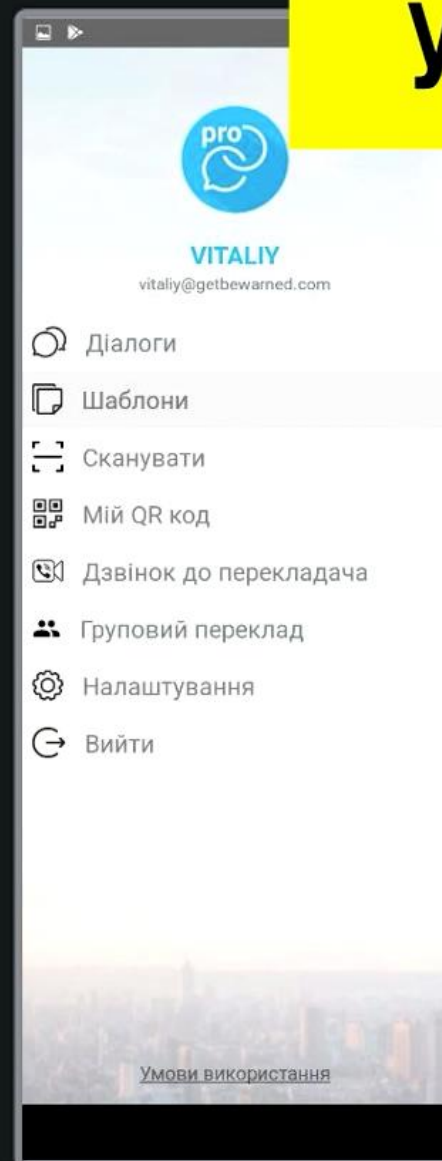 pro
VITALIY
vitaliy@getbewarned.com
Діалоги
Шаблони
Сканувати
Мій QR код
Дзвінок до перекладача
Груповий переклад
Налаштування
Вийти
Умови використання